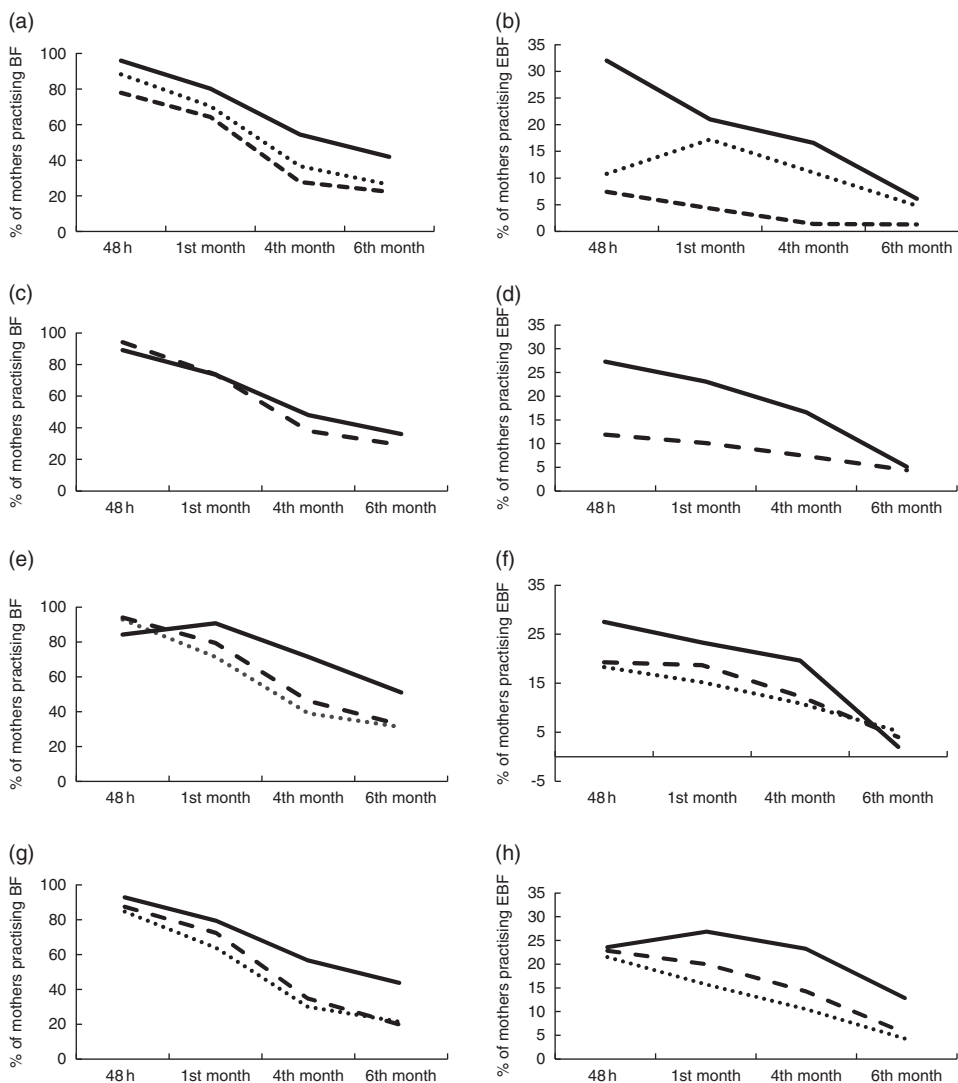 (a)
% of mothers practising BF
100
80
60
40
20
0
48 h 1st month 4th month 6th month
(b)
% of mothers practising EBF
35
30
25
20
15
10
5
0
48 h 1st month 4th month 6th month
(c)
% of mothers practising BF
100
80
60
40
20
0
48 h 1st month 4th month 6th month
(d)
% of mothers practising EBF
35
30
25
20
15
10
5
0
48 h 1st month 4th month 6th month
(e)
% of mothers practising BF
100
80
60
40
20
0
48 h 1st month 4th month 6th month
(f)
% of mothers practising EBF
35
25
15
5
-5
48 h 1st month 4th month 6th month
(g)
% of mothers practising BF
100
80
60
40
20
0
48 h 1st month 4th month 6th month
(h)
% of mothers practising EBF
35
30
25
20
15
10
5
0
48 h 1st month 4th month 6th month